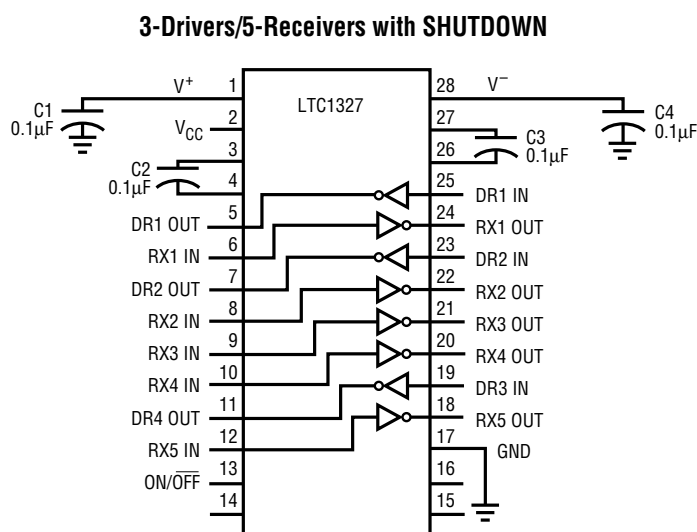 3-Drivers/5-Receivers with SHUTDOWN
LTC1327
V+ 1
C1
0.1µF
2
VCC
3
C2
0.1µF
4
5
DR1 OUT
6
RX1 IN
7
DR2 OUT
8
RX2 IN
9
RX3 IN
10
RX4 IN
11
DR4 OUT
12
RX5 IN
13
ON/OFF
14
28 V−
C4
0.1µF
27
C3
0.1µF
26
25
DR1 IN
24
RX1 OUT
23
DR2 IN
22
RX2 OUT
21
RX3 OUT
20
RX4 OUT
19
DR3 IN
18
RX5 OUT
17
GND
16
15